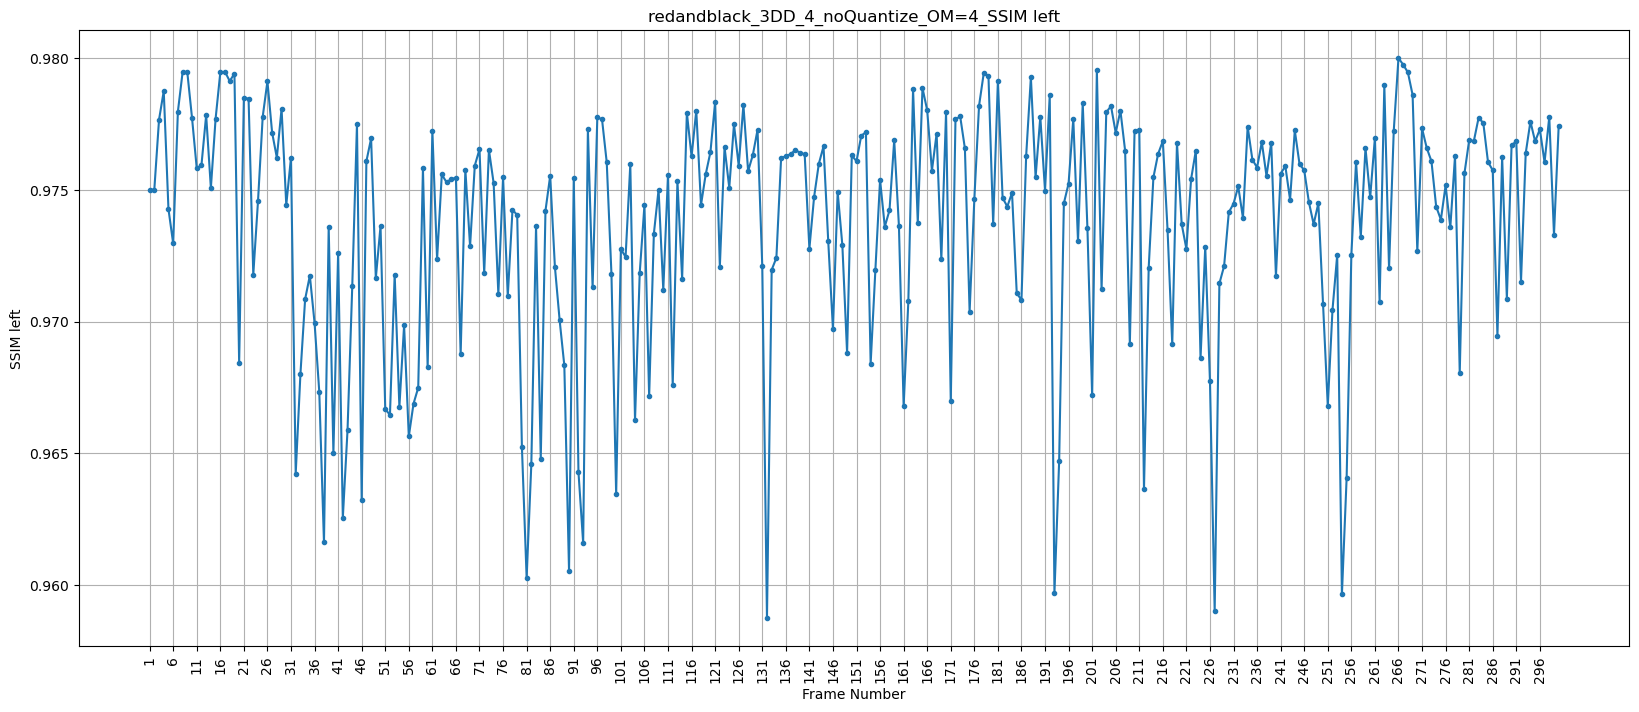 redandblack_3DD_4_noQuantize_OM=4_SSIM left
SSIM left
0.980
0.975
0.970
0.965
0.960
1 6 11 16 21 26 31 36 41 46 51 56 61 66 71 76 81 86 91 96 101 106 111 116 121 126 131 136 141 146 151 156 161 166 171 176 181 186 191 196 201 206 211 216 221 226 231 236 241 246 251 256 261 266 271 276 281 286 291 296
Frame Number